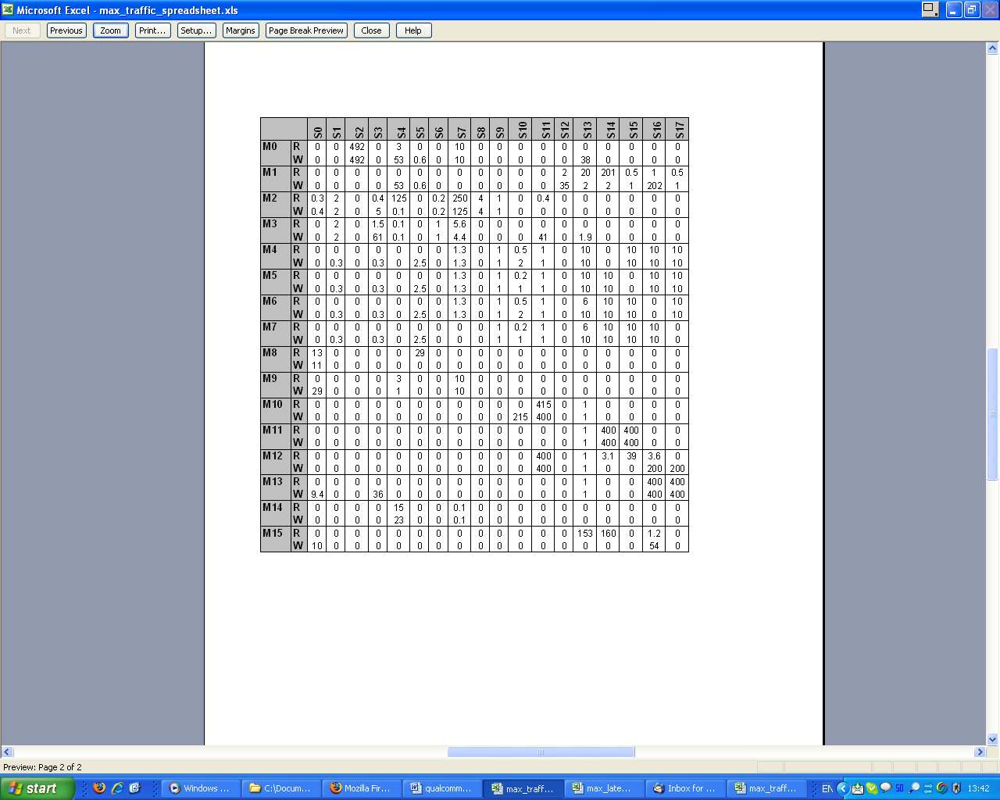 Microsoft Excel - max_traffic_spreadsheet.xls
Next Previous Zoom Print... Setup... Margins Page Break Preview Close Help
S0 S1 S2 S3 S4 S5 S6 S7 S8 S9 S10 S11 S12 S13 S14 S15 S16 S17
M0 R 0 0 492 0 3 0 0 10 0 0 0 0 0 0 0 0 0 0
W 0 0 492 0 53 0.6 0 10 0 0 0 0 0 38 0 0 0 0
M1 R 0 0 0 0 0 0 0 0 0 0 0 0 2 20 201 0.5 1 0.5
W 0 0 0 0 53 0.6 0 0 0 0 0 0 35 2 2 1 202 1
M2 R 0.3 2 0 0.4 125 0 0.2 250 4 1 0 0.4 0 0 0 0 0 0
W 0.4 2 0 5 0.1 0 0.2 125 4 1 0 0 0 0 0 0 0 0
M3 R 0 2 0 1.5 0.1 0 1 5.6 0 0 0 0 0 0 0 0 0 0
W 0 2 0 61 0.1 0 1 4.4 0 0 0 41 0 1.9 0 0 0 0
M4 R 0 0 0 0 0 0 0 1.3 0 1 0.5 1 0 10 0 10 10 10
W 0 0.3 0 0.3 0 2.5 0 1.3 0 1 2 1 0 10 0 10 10 10
M5 R 0 0 0 0 0 0 0 1.3 0 1 0.2 1 0 10 10 0 10 10
W 0 0.3 0 0.3 0 2.5 0 1.3 0 1 1 1 0 10 10 0 10 10
M6 R 0 0 0 0 0 0 0 1.3 0 1 0.5 1 0 6 10 10 0 10
W 0 0.3 0 0.3 0 2.5 0 1.3 0 1 2 1 0 10 10 10 0 10
M7 R 0 0 0 0 0 0 0 0 0 1 0.2 1 0 6 10 10 10 0
W 0 0.3 0 0.3 0 2.5 0 0 0 1 1 1 0 10 10 10 10 0
M8 R 13 0 0 0 0 29 0 0 0 0 0 0 0 0 0 0 0 0
W 11 0 0 0 0 0 0 0 0 0 0 0 0 0 0 0 0 0
M9 R 0 0 0 0 3 0 0 10 0 0 0 0 0 0 0 0 0 0
W 29 0 0 0 1 0 0 10 0 0 0 0 0 0 0 0 0 0
M10 R 0 0 0 0 0 0 0 0 0 0 0 415 0 1 0 0 0 0
W 0 0 0 0 0 0 0 0 0 0 215 400 0 1 0 0 0 0
M11 R 0 0 0 0 0 0 0 0 0 0 0 0 0 1 400 400 0 0
W 0 0 0 0 0 0 0 0 0 0 0 0 0 1 400 400 0 0
M12 R 0 0 0 0 0 0 0 0 0 0 0 400 0 1 3.1 39 3.6 0
W 0 0 0 0 0 0 0 0 0 0 0 400 0 1 0 0 200 200
M13 R 0 0 0 0 0 0 0 0 0 0 0 0 0 1 0 0 400 400
W 9.4 0 0 36 0 0 0 0 0 0 0 0 0 1 0 0 400 400
M14 R 0 0 0 0 15 0 0 0.1 0 0 0 0 0 0 0 0 0 0
W 0 0 0 0 23 0 0 0.1 0 0 0 0 0 0 0 0 0 0
M15 R 0 0 0 0 0 0 0 0 0 0 0 0 0 153 160 0 1.2 0
W 10 0 0 0 0 0 0 0 0 0 0 0 0 0 0 0 54 0
Preview: Page 2 of 2
start Windows ... C:\Docum... Mozilla Fir... qualcomm... max_traff... max_late... Inbox for ... max_traff... EN 13:42